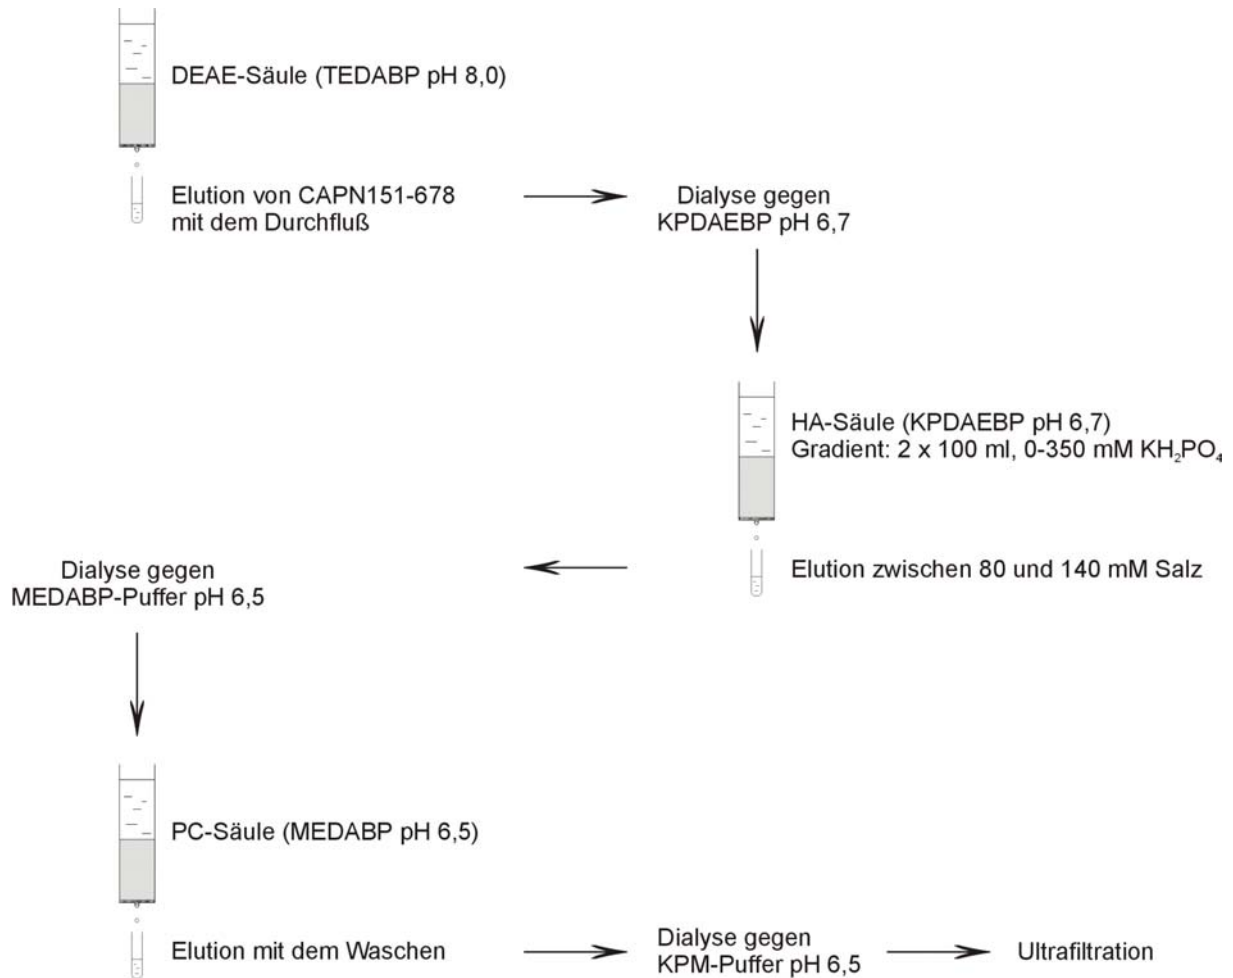 DEAE-Säule (TEDABP pH 8,0)
Elution von CAPN151-678
mit dem Durchfluß
Dialyse gegen
KPDAEBP pH 6,7
HA-Säule (KPDAEBP pH 6,7)
Gradient: 2 x 100 ml, 0-350 mM KH₂PO₄
Elution zwischen 80 und 140 mM Salz
Dialyse gegen
MEDABP-Puffer pH 6,5
PC-Säule (MEDABP pH 6,5)
Elution mit dem Waschen
Dialyse gegen
KPM-Puffer pH 6,5
Ultrafiltration